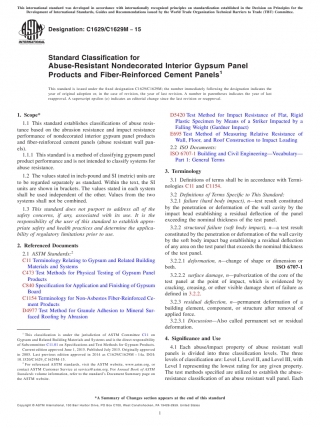 This international standard was developed in accordance with internationally recognized principles on standardization established in the Decision on Principles for the
Development of International Standards, Guides and Recommendations issued by the World Trade Organization Technical Barriers to Trade (TBT) Committee.
Designation: C1629/C1629M − 15
Standard Classification for
Abuse-Resistant Nondecorated Interior Gypsum Panel
Products and Fiber-Reinforced Cement Panels1
This standard is issued under the fixed designation C1629/C1629M; the number immediately following the designation indicates the
year of original adoption or, in the case of revision, the year of last revision. A number in parentheses indicates the year of last
reapproval. A superscript epsilon (ε) indicates an editorial change since the last revision or reapproval.
1. Scope*
1.1 This standard establishes classifications of abuse resis-
tance based on the abrasion resistance and impact resistance
performance of nondecorated interior gypsum panel products
and fiber-reinforced cement panels (abuse resistant wall pan-
els).
1.1.1 This standard is a method of classifying gypsum panel
product performance and is not intended to classify systems for
abuse resistance.
1.2 The values stated in inch-pound and SI (metric) units are
to be regarded separately as standard. Within the text, the SI
units are shown in brackets. The values stated in each system
shall be used independent of the other. Values from the two
systems shall not be combined.
1.3 This standard does not purport to address all of the
safety concerns, if any, associated with its use. It is the
responsibility of the user of this standard to establish appro-
priate safety and health practices and determine the applica-
bility of regulatory limitations prior to use.
2. Referenced Documents
2.1 ASTM Standards:2
C11 Terminology Relating to Gypsum and Related Building
Materials and Systems
C473 Test Methods for Physical Testing of Gypsum Panel
Products
C840 Specification for Application and Finishing of Gypsum
Board
C1154 Terminology for Non-Asbestos Fiber-Reinforced Ce-
ment Products
D4977 Test Method for Granule Adhesion to Mineral Sur-
faced Roofing by Abrasion
1 This classification is under the jurisdiction of ASTM Committee C11 on
Gypsum and Related Building Materials and Systems and is the direct responsibility
of Subcommittee C11.01 on Specifications and Test Methods for Gypsum Products.
Current edition approved June 1, 2015. Published July 2015. Originally approved
in 2005. Last previous edition approved in 2014 as C1629/C1629M – 14a. DOI:
10.1520/C1629_C1629M-15.
2 For referenced ASTM standards, visit the ASTM website, www.astm.org, or
contact ASTM Customer Service at service@astm.org. For Annual Book of ASTM
Standards volume information, refer to the standard's Document Summary page on
the ASTM website.
D5420 Test Method for Impact Resistance of Flat, Rigid
Plastic Specimens by Means of a Striker Impacted by a
Falling Weight (Gardner Impact)
E695 Test Method of Measuring Relative Resistance of
Wall, Floor, and Roof Construction to Impact Loading
2.2 ISO Documents:
ISO 6707-1 Building and Civil Engineering—Vocabulary—
Part 1: General Terms
3. Terminology
3.1 Definitions of terms shall be in accordance with Termi-
nologies C11 and C1154.
3.2 Definitions of Terms Specific to This Standard:
3.2.1 failure (hard body impact), n—test result constituted
by the penetration or deformation of the wall cavity by the
impact head establishing a residual deflection of the panel
exceeding the nominal thickness of the test panel.
3.2.2 structural failure (soft body impact), n—a test result
constituted by the penetration or deformation of the wall cavity
by the soft body impact establishing a residual deflection of
any area on the test panel that exceeds the nominal thickness
of the test panel.
3.2.2.1 deformation, n—change of shape or dimension or
both. ISO 6707-1
3.2.2.2 surface damage, n—pulverization of the core of the
test panel at the point of impact, which is evidenced by
cracking, creasing, or other visible damage short of failure as
defined in 3.2.2.
3.2.3 residual deflection, n—permanent deformation of a
building element, component, or structure after removal of
applied force.
3.2.3.1 Discussion—Also called permanent set or residual
deformation.
4. Significance and Use
4.1 Each abuse/impact property of abuse resistant wall
panels is divided into three classification levels. The three
levels of classification are: Level I, Level II, and Level III, with
Level I representing the lowest rating for any given property.
The test methods specified are utilized to establish the abuse-
resistance classification of an abuse resistant wall panel. Each
*A Summary of Changes section appears at the end of this standard
Copyright © ASTM International, 100 Barr Harbor Drive, PO Box C700, West Conshohocken, PA 19428-2959. United States
1